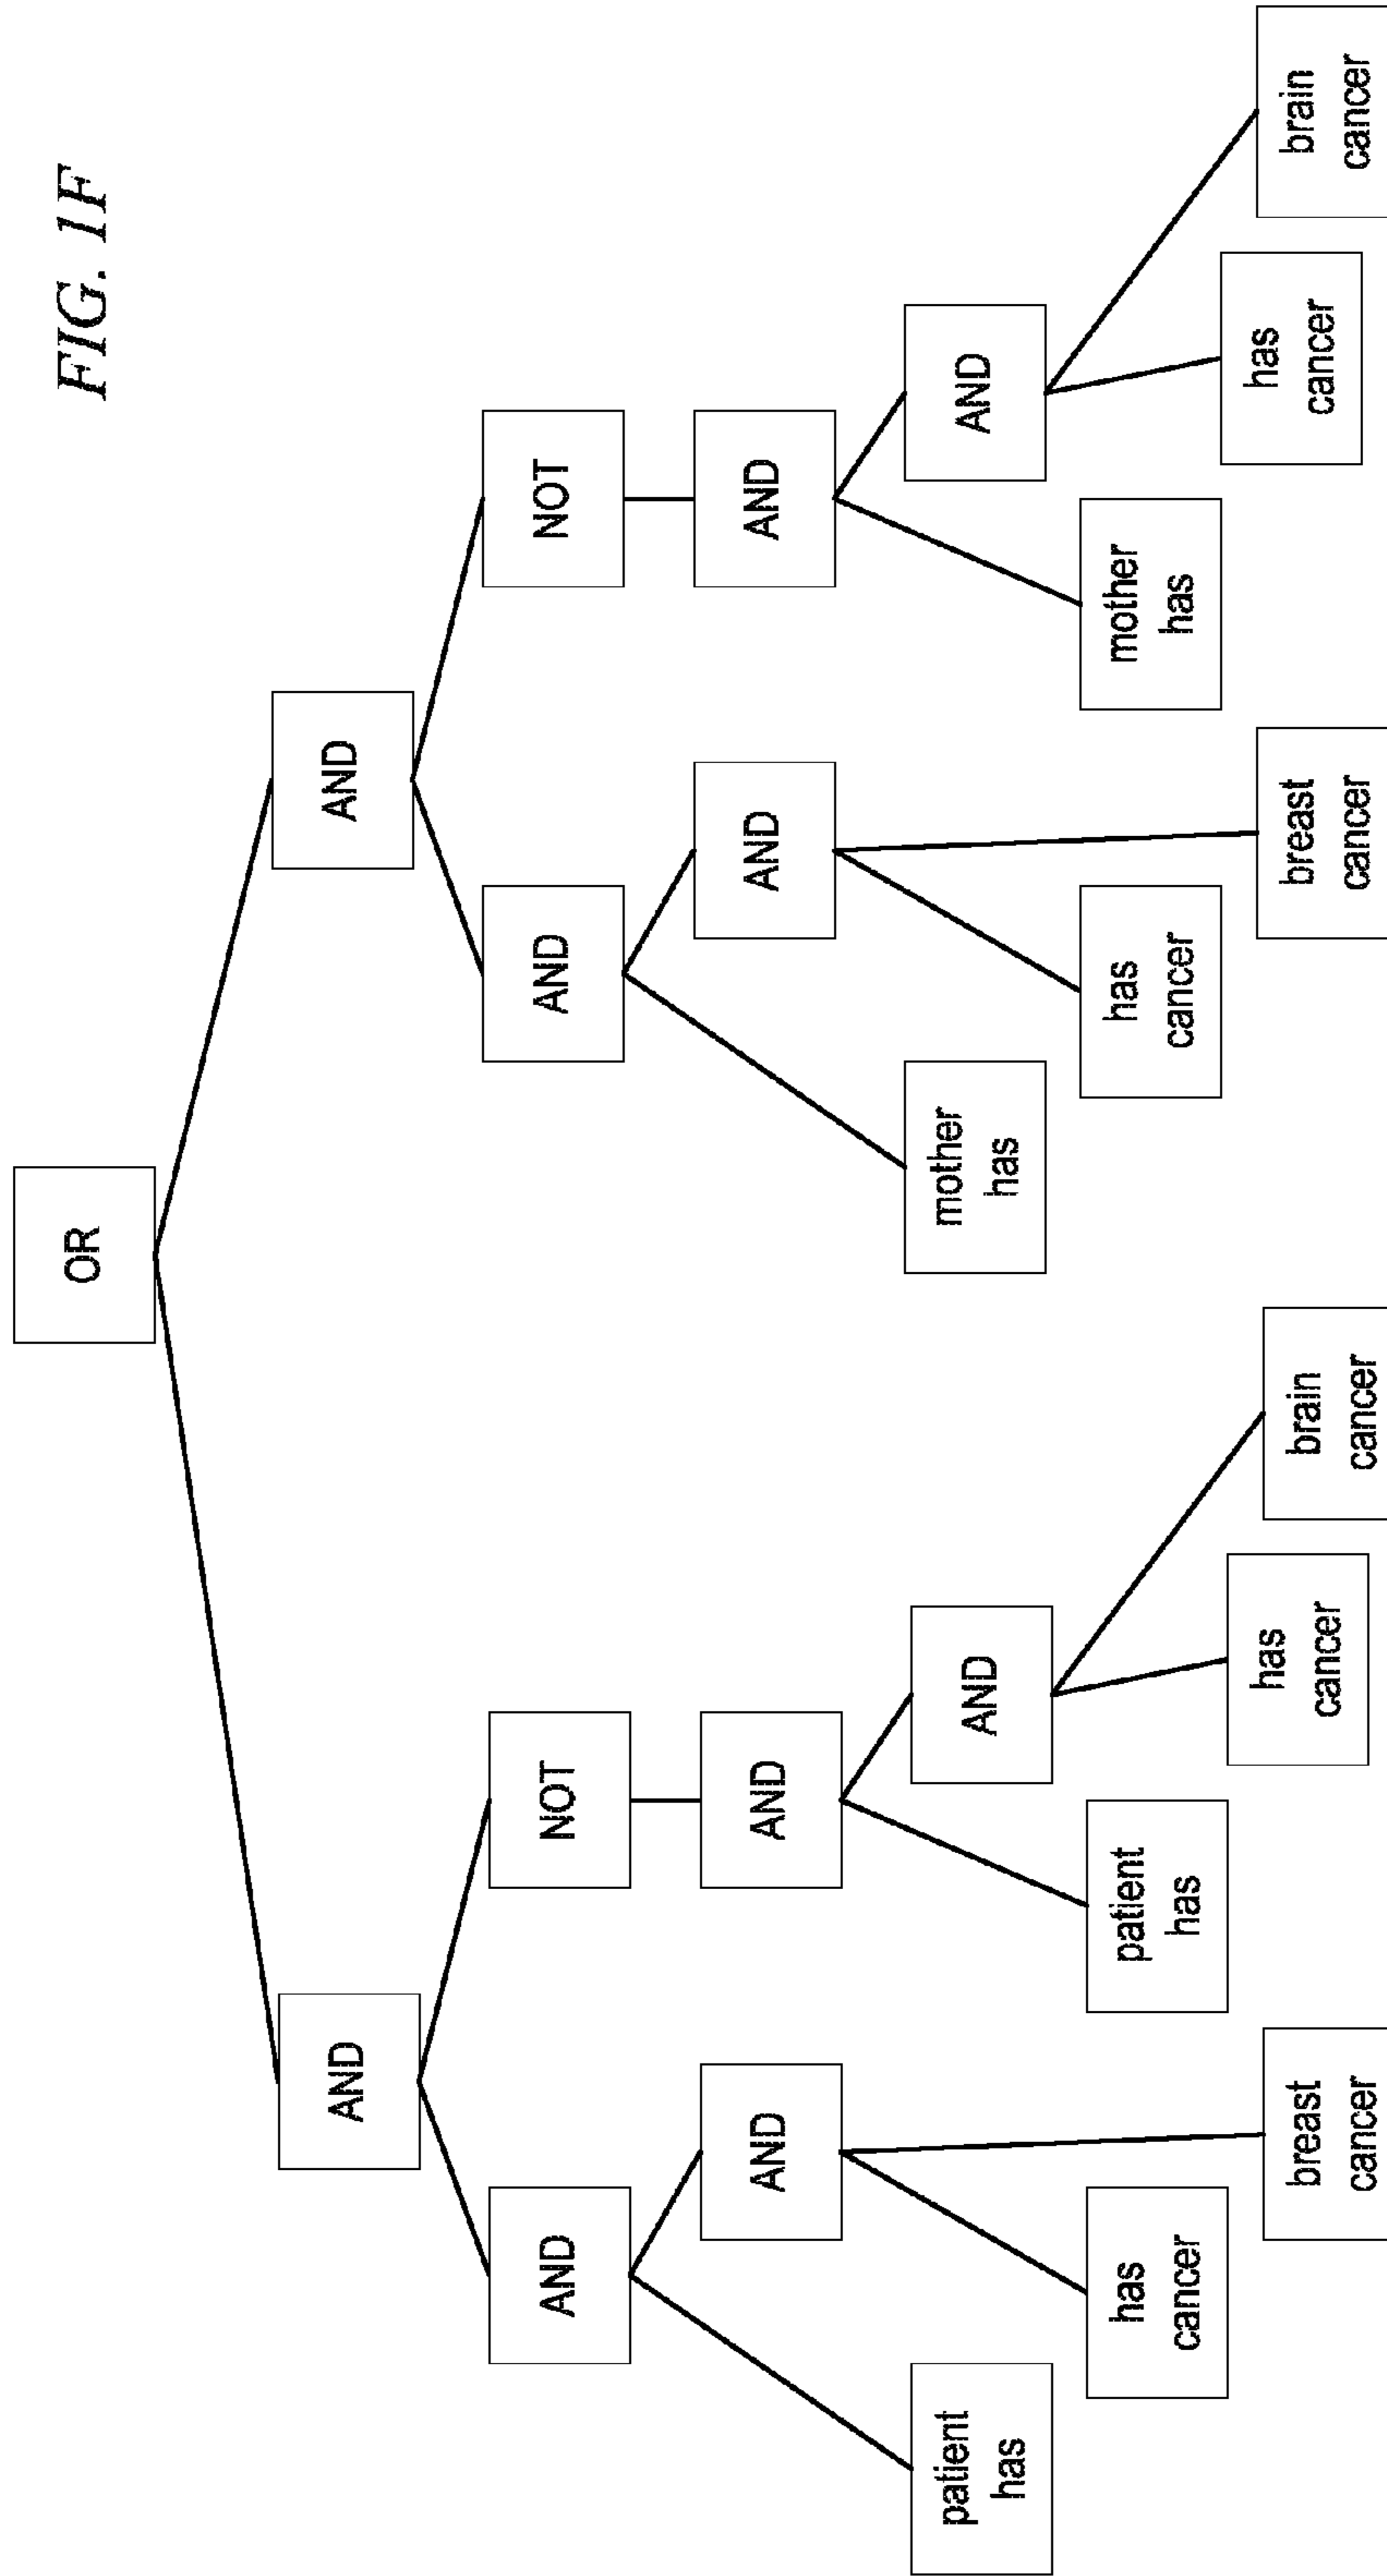 FIG. 1F
OR
AND
AND
AND
NOT
AND
NOT
AND
AND
AND
AND
patient
has
AND
mother
has
AND
has
cancer
patient
has
has
cancer
mother
has
breast
cancer
has
cancer
brain
cancer
breast
cancer
has
cancer
brain
cancer